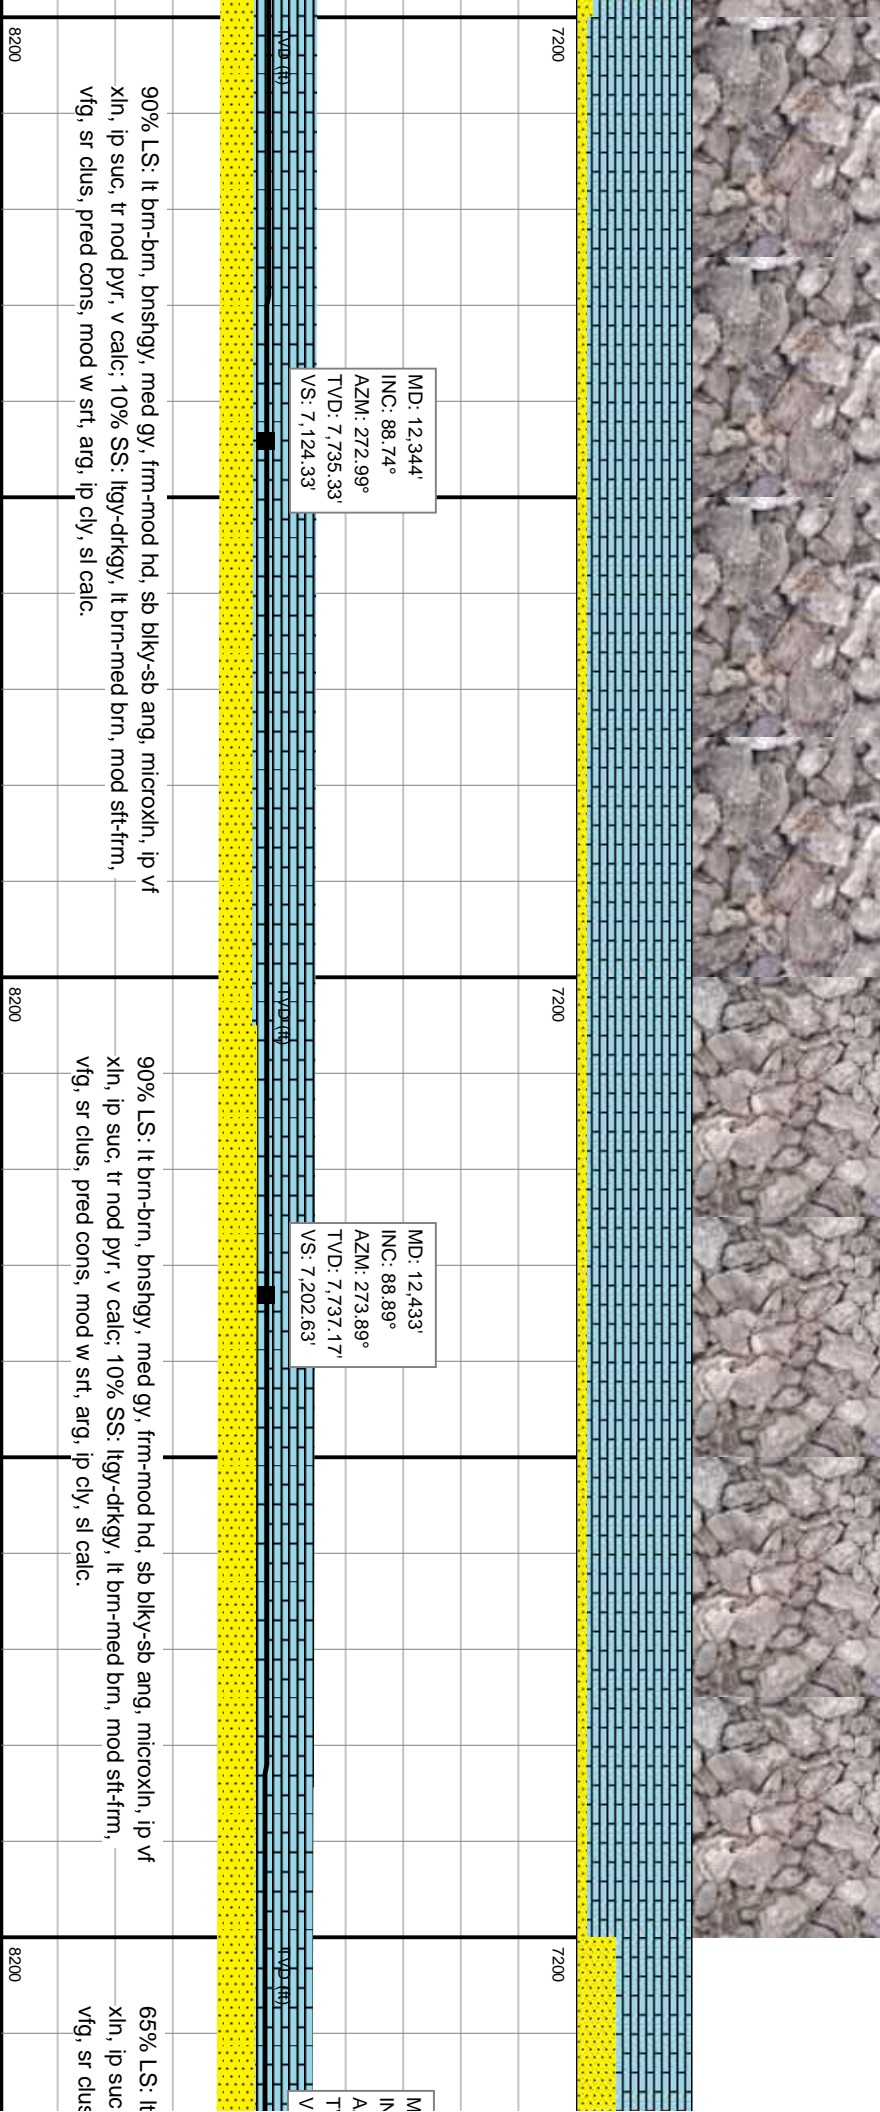 7200
TVD (ft)
8200
MD: 12,344'
INC: 88.74°
AZM: 272.99°
TVD: 7,735.33'
VS: 7,124.33'
90% LS: lt brn-brn, bnshgy, med gy, frm-mod hd, sb blky-sb ang, microxln, ip vf
xln, ip suc, tr nod pyr, v calc; 10% SS: ltgy-drkgy, lt brn-med brn, mod sft-frm,
vfg, sr clus, pred cons, mod w srt, arg, ip cly, sl calc.
7200
TVD (ft)
8200
MD: 12,433'
INC: 88.89°
AZM: 273.89°
TVD: 7,737.17'
VS: 7,202.63'
90% LS: lt brn-brn, bnshgy, med gy, frm-mod hd, sb blky-sb ang, microxln, ip vf
xln, ip suc, tr nod pyr, v calc; 10% SS: ltgy-drkgy, lt brn-med brn, mod sft-frm,
vfg, sr clus, pred cons, mod w srt, arg, ip cly, sl calc.
7200
TVD (ft)
8200
65% LS: lt
xln, ip suc
vfg, sr clus